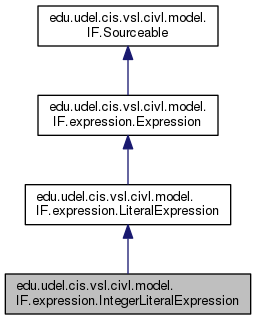 edu.udel.cis.vsl.civl.model.
IF.Sourceable
edu.udel.cis.vsl.civl.model.
IF.expression.Expression
edu.udel.cis.vsl.civl.model.
IF.expression.LiteralExpression
edu.udel.cis.vsl.civl.model.
IF.expression.IntegerLiteralExpression